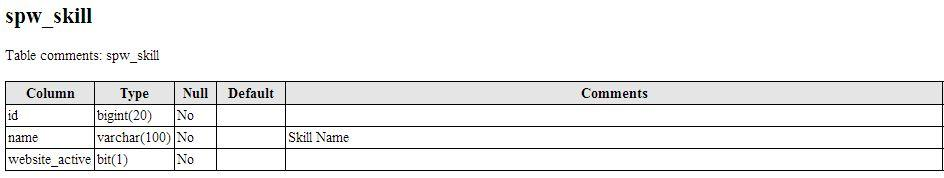 spw_skill
Table comments: spw_skill
Column Type Null Default Comments
id bigint(20) No
name varchar(100) No Skill Name
website_active bit(1) No